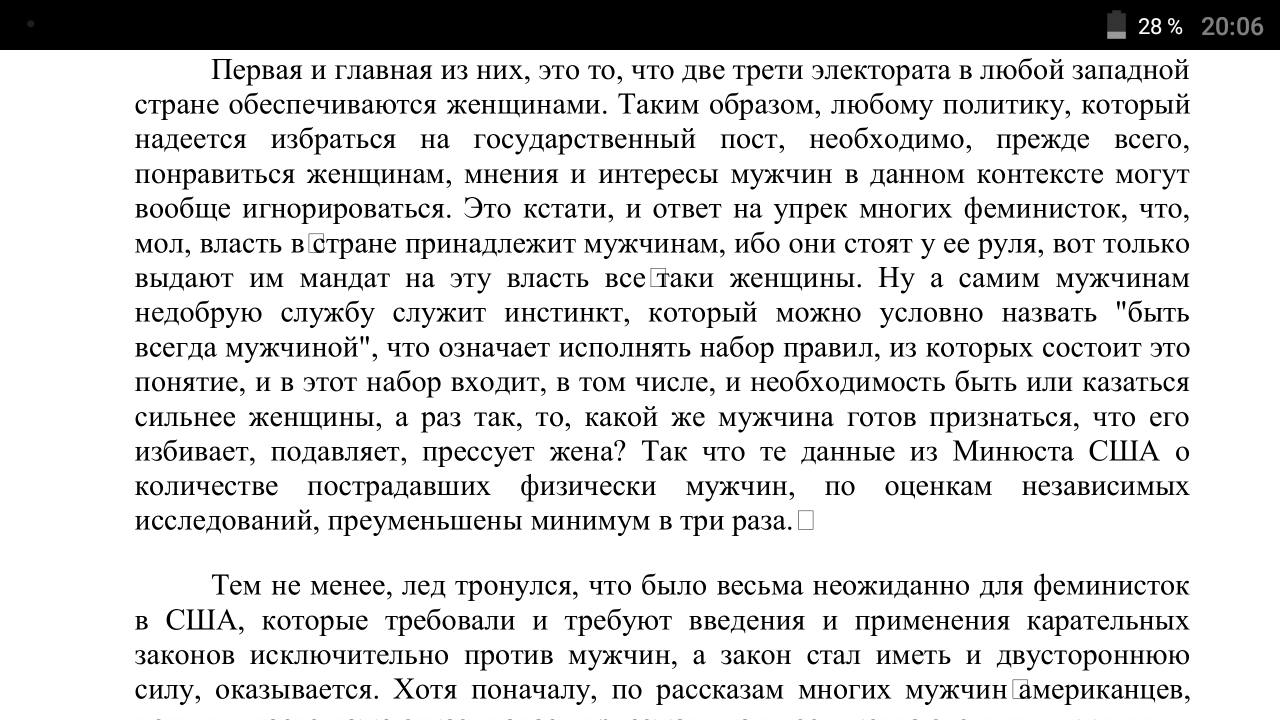 28 % 20:06
Первая и главная из них, это то, что две трети электората в любой западной
стране обеспечиваются женщинами. Таким образом, любому политику, который
надеется избраться на государственный пост, необходимо, прежде всего,
понравиться женщинам, мнения и интересы мужчин в данном контексте могут
вообще игнорироваться. Это кстати, и ответ на упрек многих феминисток, что,
мол, власть в стране принадлежит мужчинам, ибо они стоят у ее руля, вот только
выдают им мандат на эту власть все таки женщины. Ну а самим мужчинам
недобрую службу служит инстинкт, который можно условно назвать "быть
всегда мужчиной", что означает исполнять набор правил, из которых состоит это
понятие, и в этот набор входит, в том числе, и необходимость быть или казаться
сильнее женщины, а раз так, то, какой же мужчина готов признаться, что его
избивает, подавляет, прессует жена? Так что те данные из Минюста США о
количестве пострадавших физически мужчин, по оценкам независимых
исследований, преуменьшены минимум в три раза.
Тем не менее, лед тронулся, что было весьма неожиданно для феминисток
в США, которые требовали и требуют введения и применения карательных
законов исключительно против мужчин, а закон стал иметь и двустороннюю
силу, оказывается. Хотя поначалу, по рассказам многих мужчин американцев,